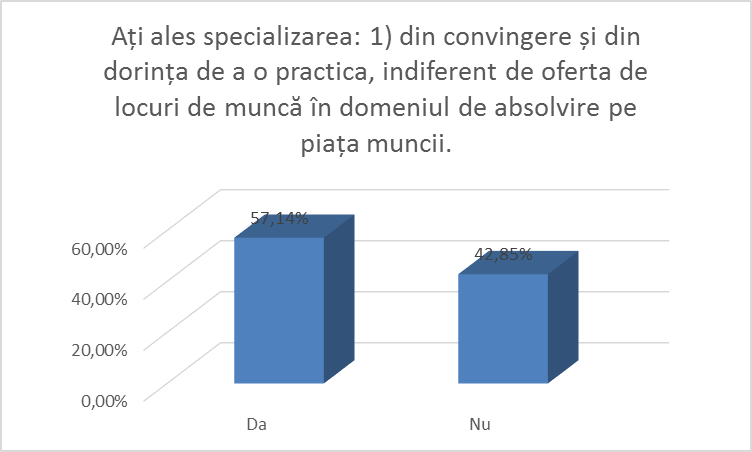 Ați ales specializarea: 1) din convingere și din
dorința de a o practica, indiferent de oferta de
locuri de muncă în domeniul de absolvire pe
piața muncii.
57,14%
42,85%
60,00%
40,00%
20,00%
0,00%
Da
Nu